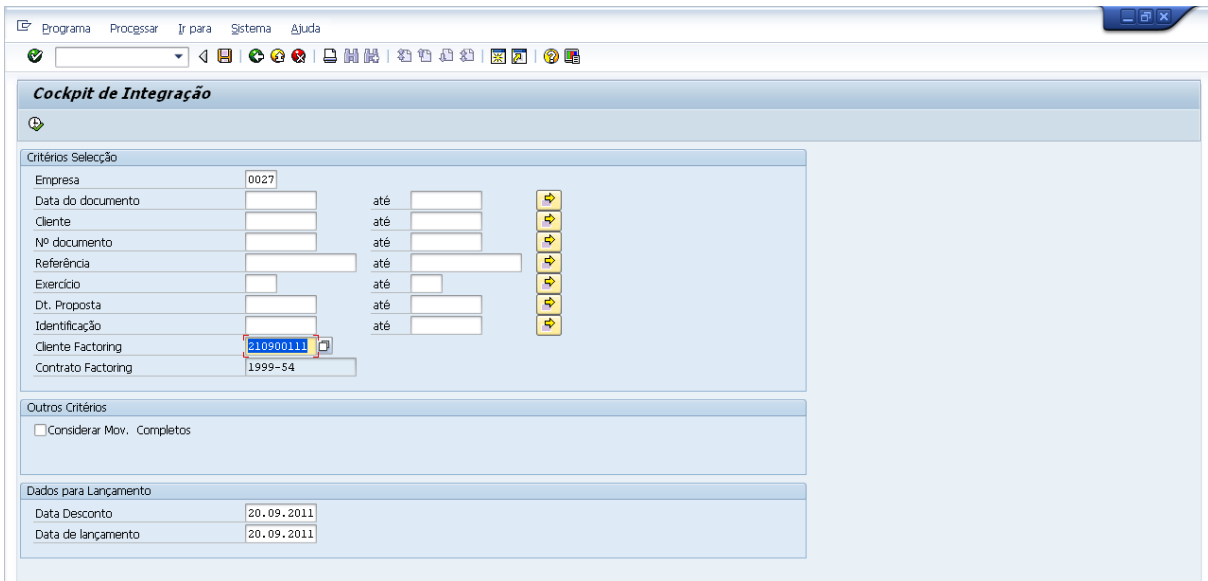 Programa Processar Ir para Sistema Ajuda
Cockpit de Integração
Critérios Selecção
Empresa 0027
Data do documento até
Cliente até
Nº documento até
Referência até
Exercício até
Dt. Proposta até
Identificação até
Cliente Factoring 210900111
Contrato Factoring 1999-54
Outros Critérios
Considerar Mov. Completos
Dados para Lançamento
Data Desconto 20.09.2011
Data de lançamento 20.09.2011